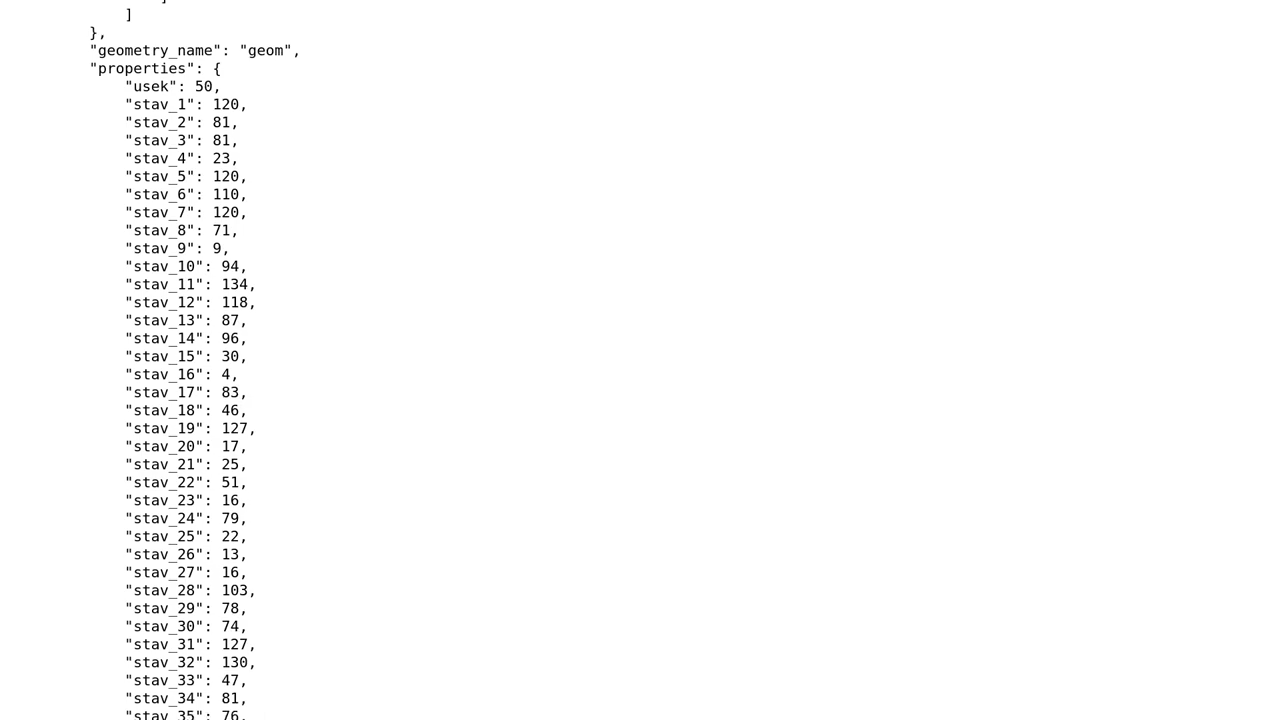 ]
},
"geometry_name": "geom",
"properties": {
"usek": 50,
"stav_1": 120,
"stav_2": 81,
"stav_3": 81,
"stav_4": 23,
"stav_5": 120,
"stav_6": 110,
"stav_7": 120,
"stav_8": 71,
"stav_9": 9,
"stav_10": 94,
"stav_11": 134,
"stav_12": 118,
"stav_13": 87,
"stav_14": 96,
"stav_15": 30,
"stav_16": 4,
"stav_17": 83,
"stav_18": 46,
"stav_19": 127,
"stav_20": 17,
"stav_21": 25,
"stav_22": 51,
"stav_23": 16,
"stav_24": 79,
"stav_25": 22,
"stav_26": 13,
"stav_27": 16,
"stav_28": 103,
"stav_29": 78,
"stav_30": 74,
"stav_31": 127,
"stav_32": 130,
"stav_33": 47,
"stav_34": 81,
"stav_35": 76,